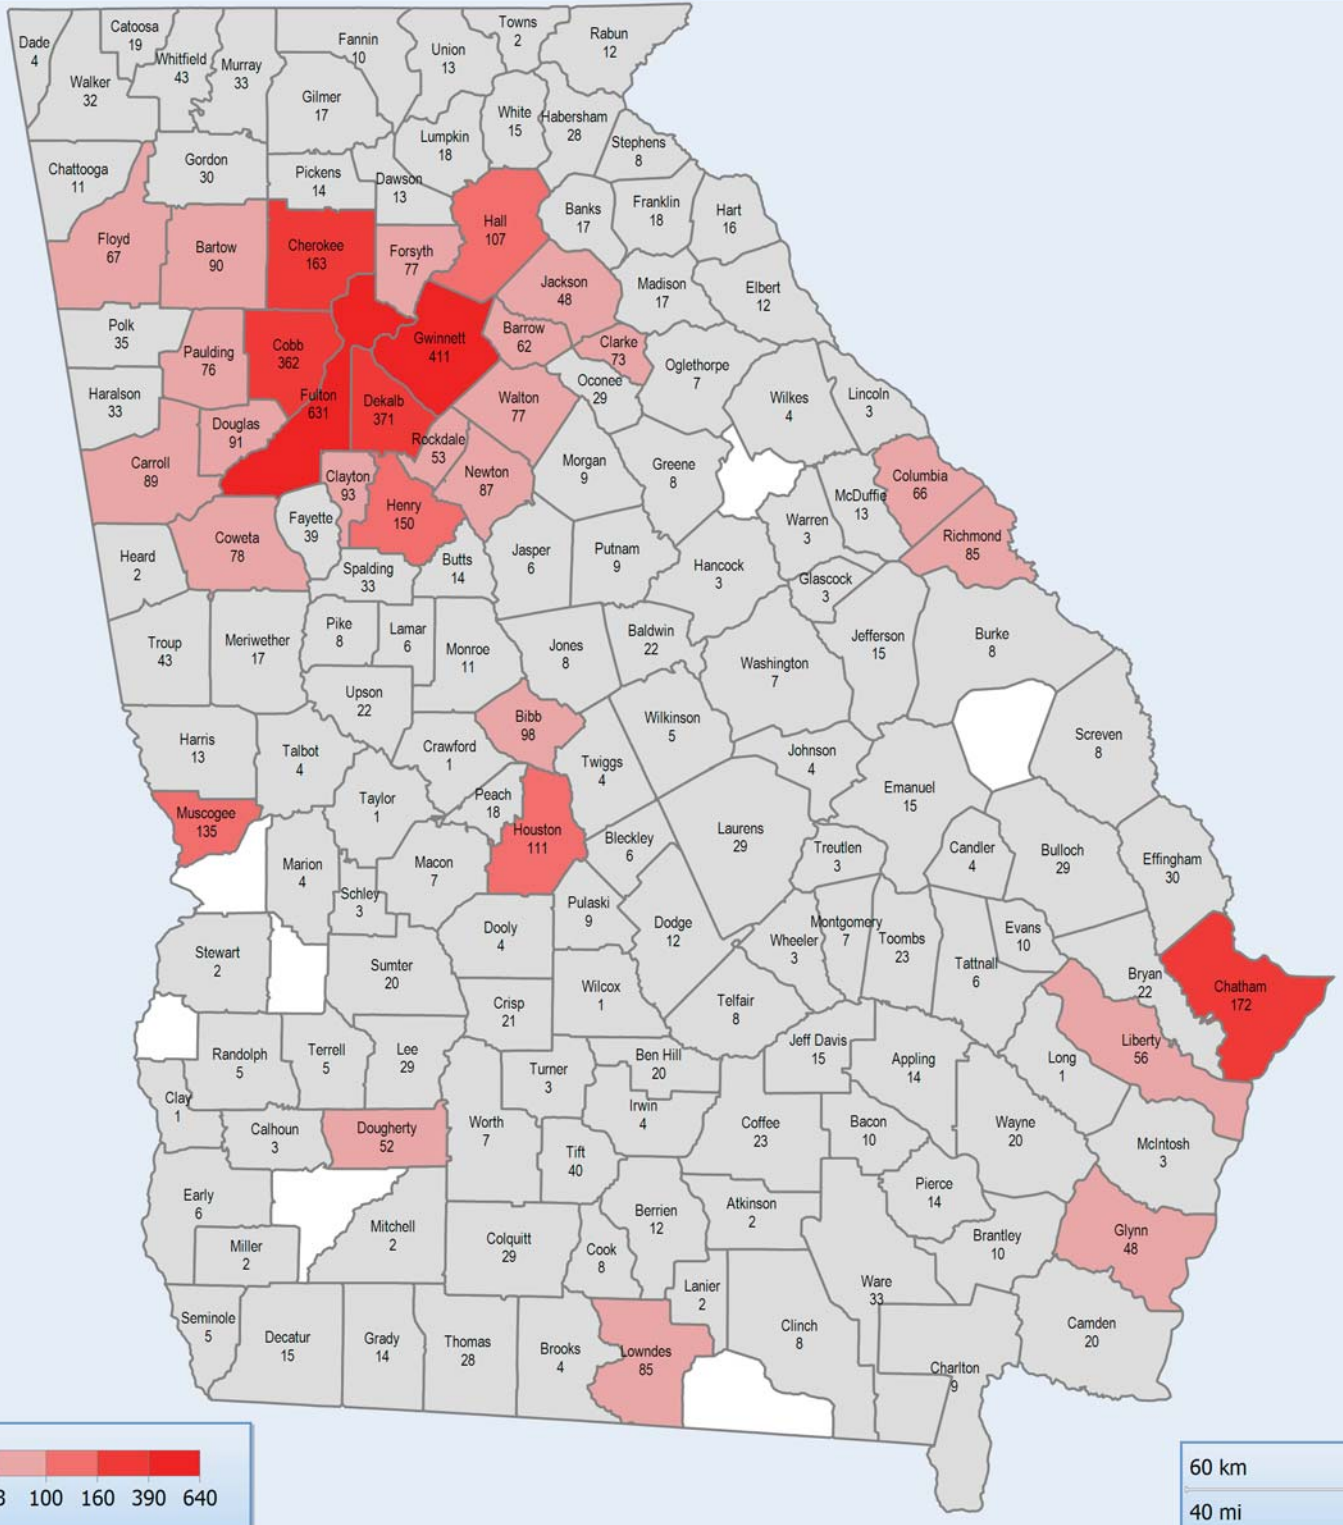 Dade
4
Catoosa
19
Whitfield
43
Murray
33
Fannin
10
Union
13
Towns
2
Rabun
12
Walker
32
Gilmer
17
White
15
Habersham
28
Lumpkin
18
Stephens
8
Chattooga
11
Gordon
30
Pickens
14
Dawson
13
Banks
17
Franklin
18
Hart
16
Hall
107
Floyd
67
Bartow
90
Cherokee
163
Forsyth
77
Jackson
48
Madison
17
Elbert
12
Polk
35
Paulding
76
Cobb
362
Gwinnett
411
Barrow
62
Clarke
73
Oglethorpe
7
Oconee
29
Haralson
33
Fulton
631
Dekalb
371
Walton
77
Wilkes
4
Lincoln
3
Douglas
91
Rockdale
53
Carroll
89
Clayton
93
Newton
87
Morgan
9
Greene
8
Columbia
66
McDuffie
13
Henry
150
Fayette
39
Coweta
78
Warren
3
Richmond
85
Heard
2
Spalding
33
Butts
14
Jasper
6
Putnam
9
Hancock
3
Glascock
3
Troup
43
Meriwether
17
Pike
8
Lamar
6
Monroe
11
Jones
8
Baldwin
22
Washington
7
Jefferson
15
Burke
8
Upson
22
Bibb
98
Wilkinson
5
Screven
8
Harris
13
Talbot
4
Crawford
1
Twiggs
4
Johnson
4
Emanuel
15
Taylor
1
Peach
18
Muscogee
135
Houston
111
Bleckley
6
Laurens
29
Treutlen
3
Candler
4
Bulloch
29
Effingham
30
Marion
4
Macon
7
Schley
3
Pulaski
9
Dooly
4
Dodge
12
Wheeler
3
Montgomery
7
Toombs
23
Evans
10
Stewart
2
Sumter
20
Tattnall
6
Bryan
22
Chatham
172
Crisp
21
Wilcox
1
Telfair
8
Randolph
5
Terrell
5
Lee
29
Jeff Davis
15
Appling
14
Long
1
Liberty
56
Turner
3
Ben Hill
20
Clay
1
Irwin
4
Calhoun
3
Dougherty
52
Worth
7
Coffee
23
Bacon
10
Wayne
20
McIntosh
3
Tift
40
Early
6
Pierce
14
Mitchell
2
Berrien
12
Atkinson
2
Miller
2
Colquitt
29
Cook
8
Brantley
10
Glynn
48
Lanier
2
Ware
33
Seminole
5
Decatur
15
Grady
14
Thomas
28
Brooks
4
Lowndes
85
Clinch
8
Camden
20
Charlton
9
100 160 390 640
60 km
40 mi